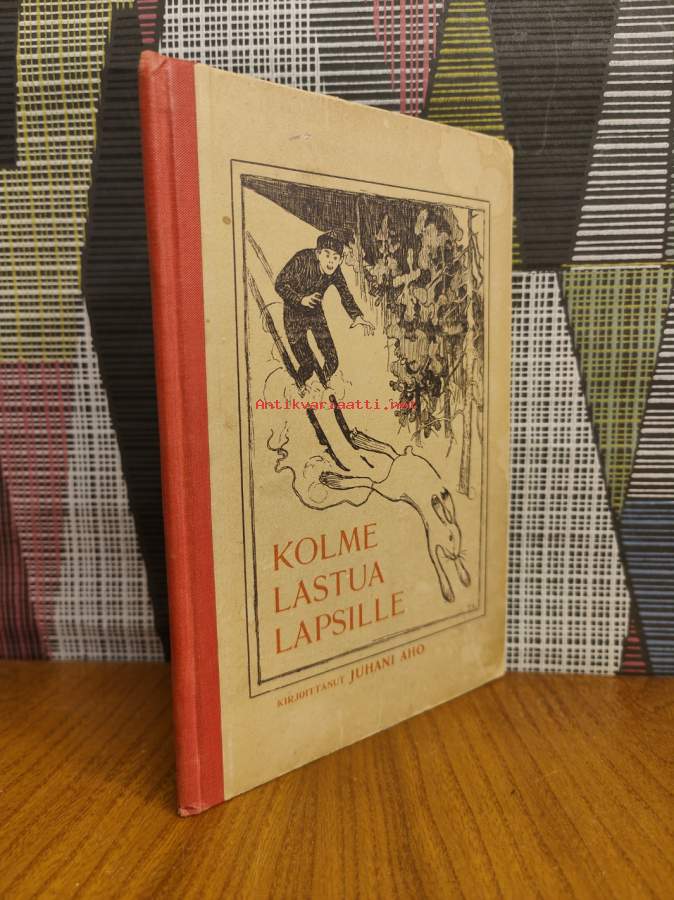 Antikvariaatti.net
KOLME
LASTUA
LAPSILLE
KIRJOITTANUT JUHANI AHO